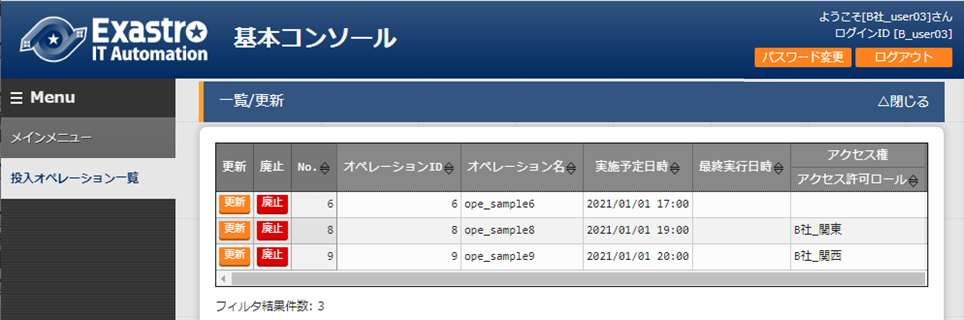 Exastro
IT Automation
基本コンソール
ようこそ[B社_user03]さん
ログインID [B_user03]
パスワード変更 ログアウト
☰ Menu
メインメニュー
投入オペレーション一覧
一覧/更新 △閉じる
更新 廃止 No. オペレーションID オペレーション名 実施予定日時 最終実行日時 アクセス権
アクセス許可ロール
更新 廃止 6 6 ope_sample6 2021/01/01 17:00
更新 廃止 8 8 ope_sample8 2021/01/01 19:00 B社_関東
更新 廃止 9 9 ope_sample9 2021/01/01 20:00 B社_関西
フィルタ結果件数: 3